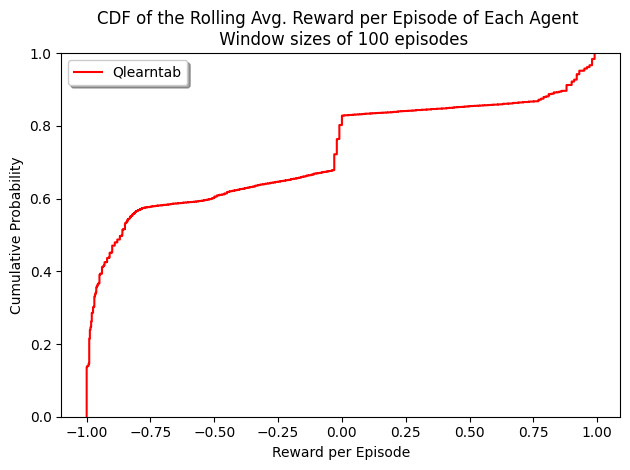 CDF of the Rolling Avg. Reward per Episode of Each Agent
Window sizes of 100 episodes
Qlearntab
Cumulative Probability
1.0
0.8
0.6
0.4
0.2
0.0
−1.00 −0.75 −0.50 −0.25 0.00 0.25 0.50 0.75 1.00
Reward per Episode